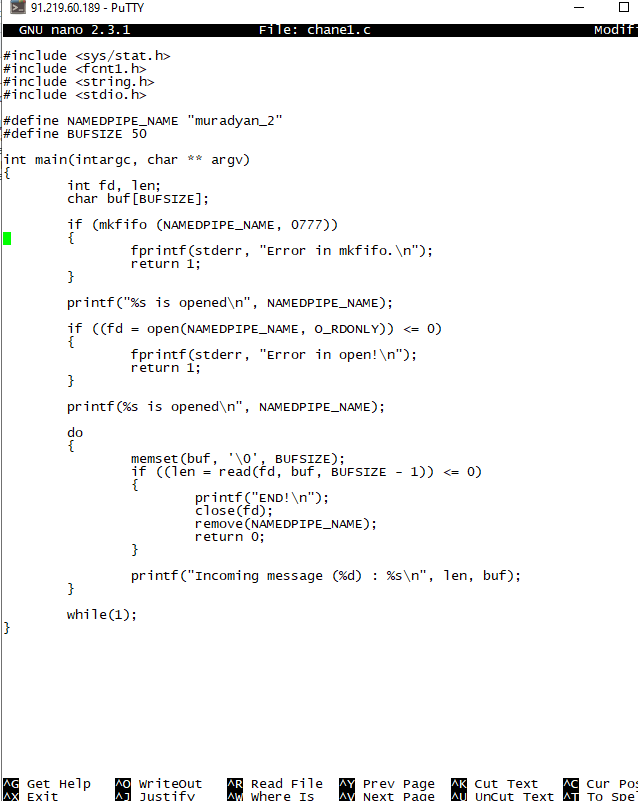 91.219.60.189 - PuTTY
GNU nano 2.3.1 File: chane1.c Modif
#include <sys/stat.h>
#include <fcnt1.h>
#include <string.h>
#include <stdio.h>
#define NAMEDPIPE_NAME "muradyan_2"
#define BUFSIZE 50
int main(intargc, char ** argv)
{
int fd, len;
char buf[BUFSIZE];
if (mkfifo (NAMEDPIPE_NAME, 0777))
{
fprintf(stderr, "Error in mkfifo.\n");
return 1;
}
printf("%s is opened\n", NAMEDPIPE_NAME);
if ((fd = open(NAMEDPIPE_NAME, O_RDONLY)) <= 0)
{
fprintf(stderr, "Error in open!\n");
return 1;
}
printf(%s is opened\n", NAMEDPIPE_NAME);
do
{
memset(buf, '\0', BUFSIZE);
if ((len = read(fd, buf, BUFSIZE - 1)) <= 0)
{
printf("END!\n");
close(fd);
remove(NAMEDPIPE_NAME);
return 0;
}
printf("Incoming message (%d) : %s\n", len, buf);
}
while(1);
}
^G Get Help ^O WriteOut ^R Read File ^Y Prev Page ^K Cut Text ^C Cur Pos
^X Exit ^J Justify ^W Where Is ^V Next Page ^U UnCut Text ^T To Spel